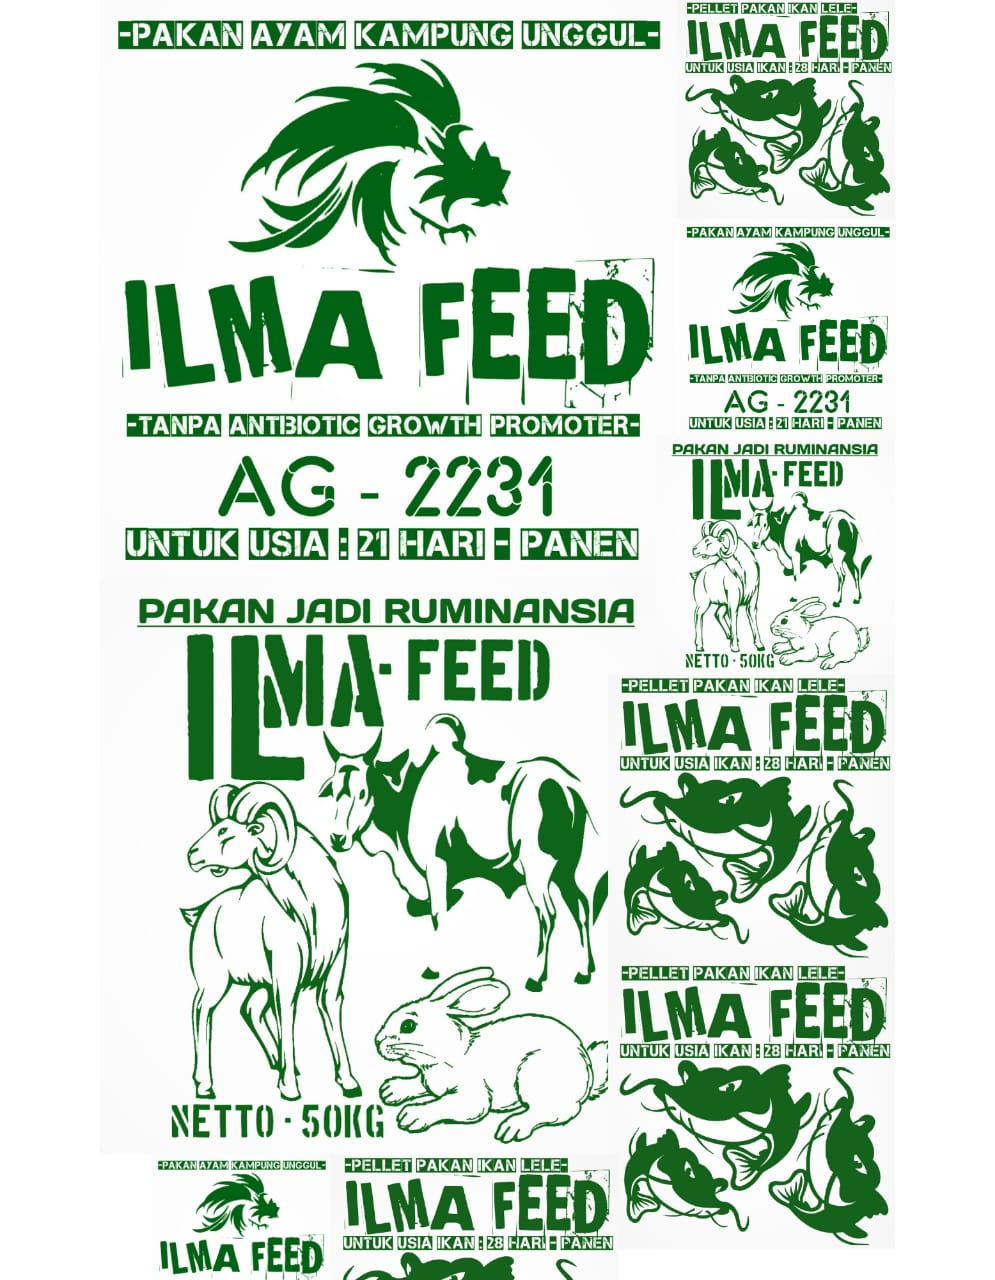 -PAKAN AYAM KAMPUNG UNGGUL-
ILMA FEED
-TANPA ANTBIOTIC GROWTH PROMOTER-
AG - 2231
UNTUK USIA : 21 HARI - PANEN
PAKAN JADI RUMINANSIA
ILMA·FEED
NETTO · 50KG
-PAKAN AYAM KAMPUNG UNGGUL-
ILMA FEED
-PELLET PAKAN IKAN LELE-
ILMA FEED
UNTUK USIA IKAN : 28 HARI - PANEN
-PELLET PAKAN IKAN LELE-
ILMA FEED
UNTUK USIA IKAN : 28 HARI - PANEN
-PAKAN AYAM KAMPUNG UNGGUL-
ILMA FEED
-TANPA ANTIBIOTIC GROWTH PROMOTER-
AG - 2231
UNTUK USIA : 21 HARI - PANEN
PAKAN JADI RUMINANSIA
ILMA·FEED
NETTO · 50KG
-PELLET PAKAN IKAN LELE-
ILMA FEED
UNTUK USIA IKAN : 28 HARI - PANEN
-PELLET PAKAN IKAN LELE-
ILMA FEED
UNTUK USIA IKAN : 28 HARI - PANEN